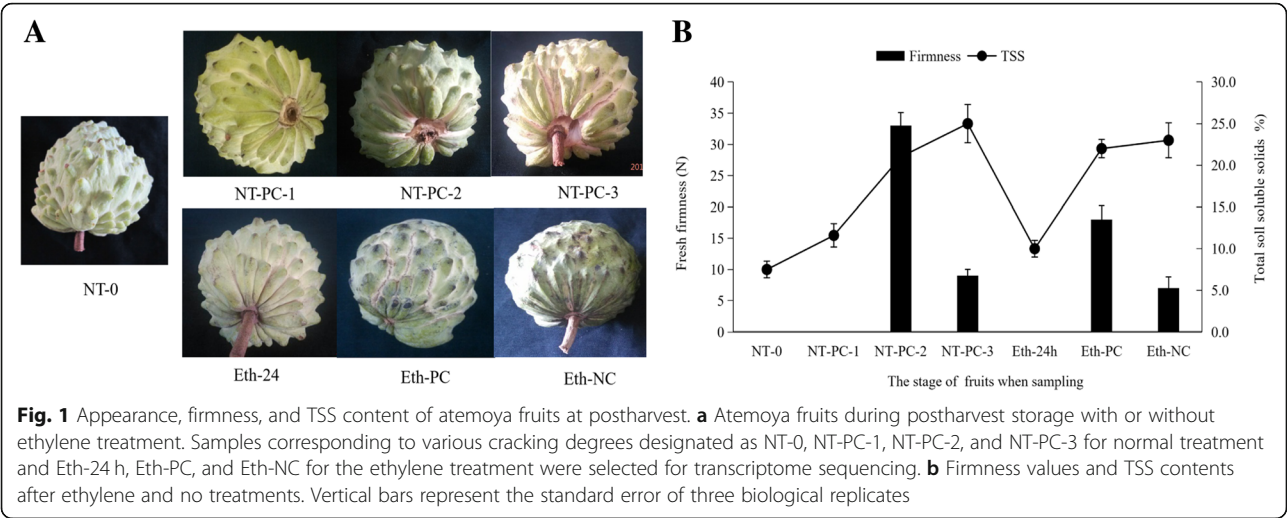 A
NT-0
NT-PC-1
NT-PC-2
NT-PC-3
201
Eth-24
Eth-PC
Eth-NC
B
Firmness TSS
Fresh firmness (N)
40
35
30
25
20
15
10
5
0
30.0
25.0
20.0
15.0
10.0
5.0
0.0
Total soll soluble solids %)
NT-0 NT-PC-1 NT-PC-2 NT-PC-3 Eth-24h Eth-PC Eth-NC
The stage of fruits when sampling
Fig. 1 Appearance, firmness, and TSS content of atemoya fruits at postharvest. a Atemoya fruits during postharvest storage with or without
ethylene treatment. Samples corresponding to various cracking degrees designated as NT-0, NT-PC-1, NT-PC-2, and NT-PC-3 for normal treatment
and Eth-24 h, Eth-PC, and Eth-NC for the ethylene treatment were selected for transcriptome sequencing. b Firmness values and TSS contents
after ethylene and no treatments. Vertical bars represent the standard error of three biological replicates